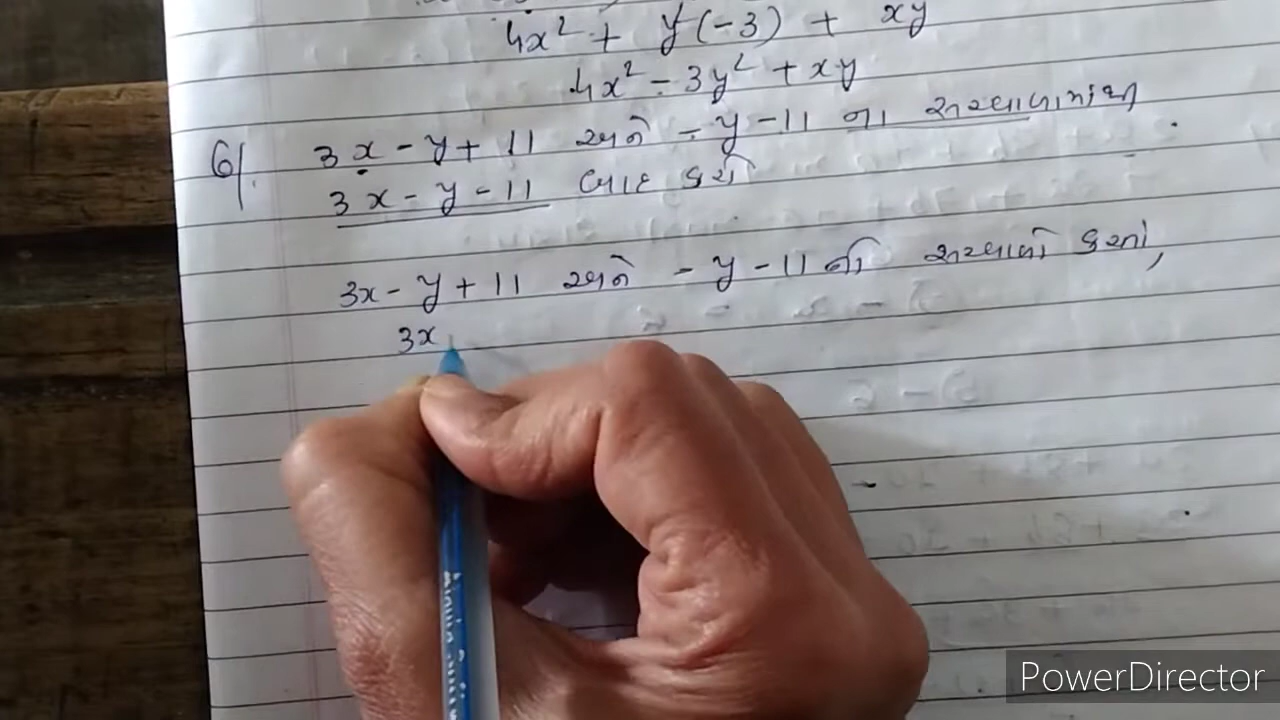 4x² + y(-3) + xy
4x² - 3y² + xy
6) 3x - y + 11 અને - y - 11 ના સરવાળામાંથી
3x - y - 11 બાદ કરો
3x - y + 11 અને - y - 11 ની સરવાળો કરતાં,
3x
PowerDirector